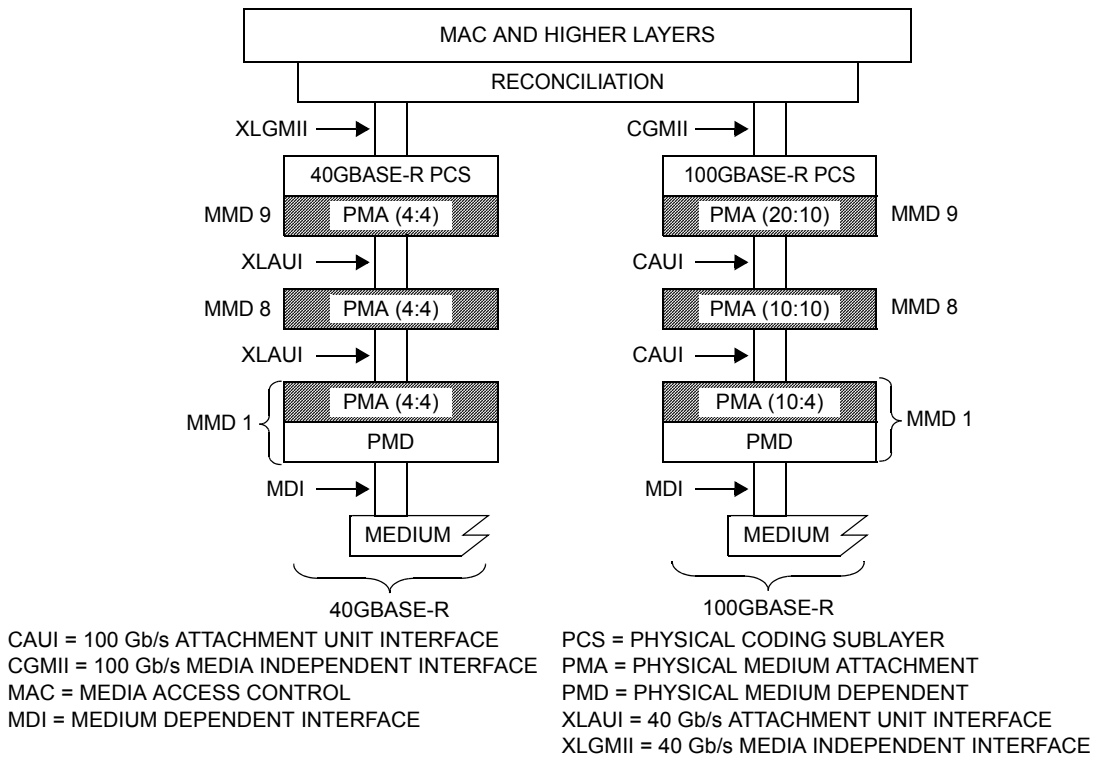 MAC AND HIGHER LAYERS
RECONCILIATION
XLGMII
CGMII
40GBASE-R PCS
100GBASE-R PCS
MMD 9
PMA (4:4)
PMA (20:10)
MMD 9
XLAUI
CAUI
MMD 8
PMA (4:4)
PMA (10:10)
MMD 8
XLAUI
CAUI
PMA (4:4)
PMA (10:4)
MMD 1
MMD 1
PMD
PMD
MDI
MDI
MEDIUM
MEDIUM
40GBASE-R
100GBASE-R
CAUI = 100 Gb/s ATTACHMENT UNIT INTERFACE
CGMII = 100 Gb/s MEDIA INDEPENDENT INTERFACE
MAC = MEDIA ACCESS CONTROL
MDI = MEDIUM DEPENDENT INTERFACE
PCS = PHYSICAL CODING SUBLAYER
PMA = PHYSICAL MEDIUM ATTACHMENT
PMD = PHYSICAL MEDIUM DEPENDENT
XLAUI = 40 Gb/s ATTACHMENT UNIT INTERFACE
XLGMII = 40 Gb/s MEDIA INDEPENDENT INTERFACE